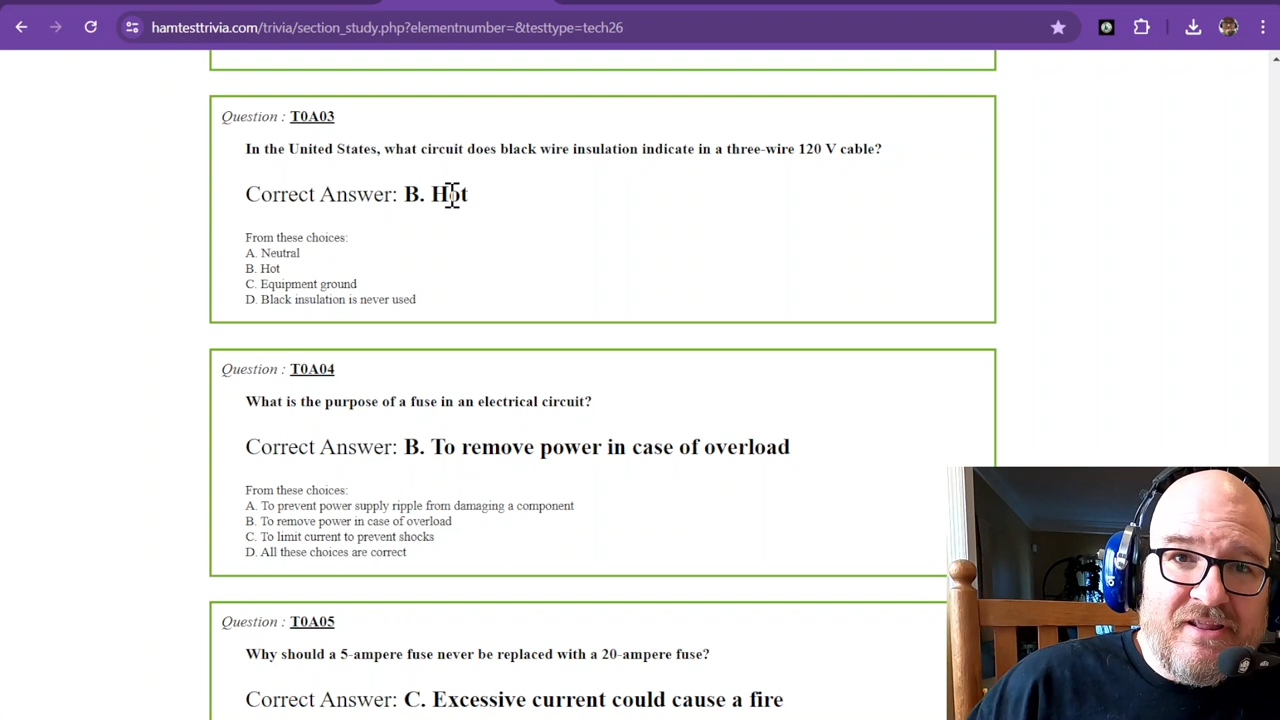 hamtesttrivia.com/trivia/section_study.php?elementnumber=&testtype=tech26
Question : T0A03
In the United States, what circuit does black wire insulation indicate in a three-wire 120 V cable?
Correct Answer: B. Hot
From these choices:
A. Neutral
B. Hot
C. Equipment ground
D. Black insulation is never used
Question : T0A04
What is the purpose of a fuse in an electrical circuit?
Correct Answer: B. To remove power in case of overload
From these choices:
A. To prevent power supply ripple from damaging a component
B. To remove power in case of overload
C. To limit current to prevent shocks
D. All these choices are correct
Question : T0A05
Why should a 5-ampere fuse never be replaced with a 20-ampere fuse?
Correct Answer: C. Excessive current could cause a fire